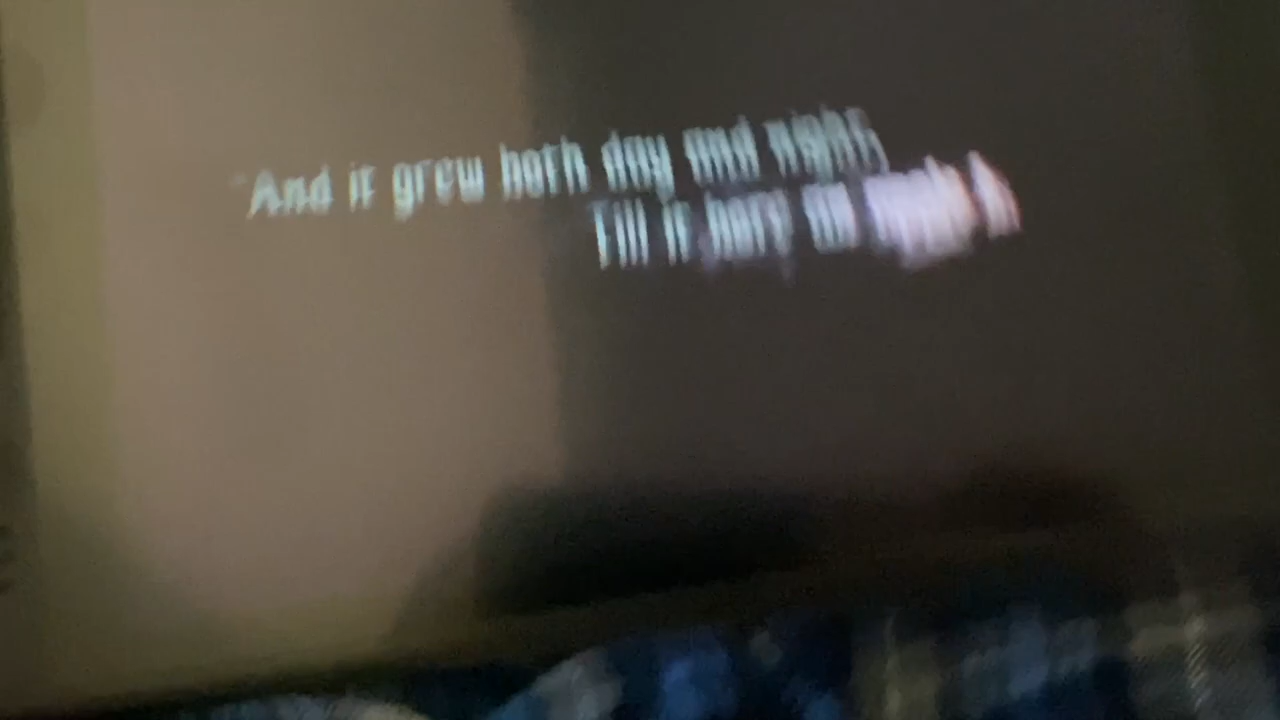 "And it grew both day and night,
Till it bore an